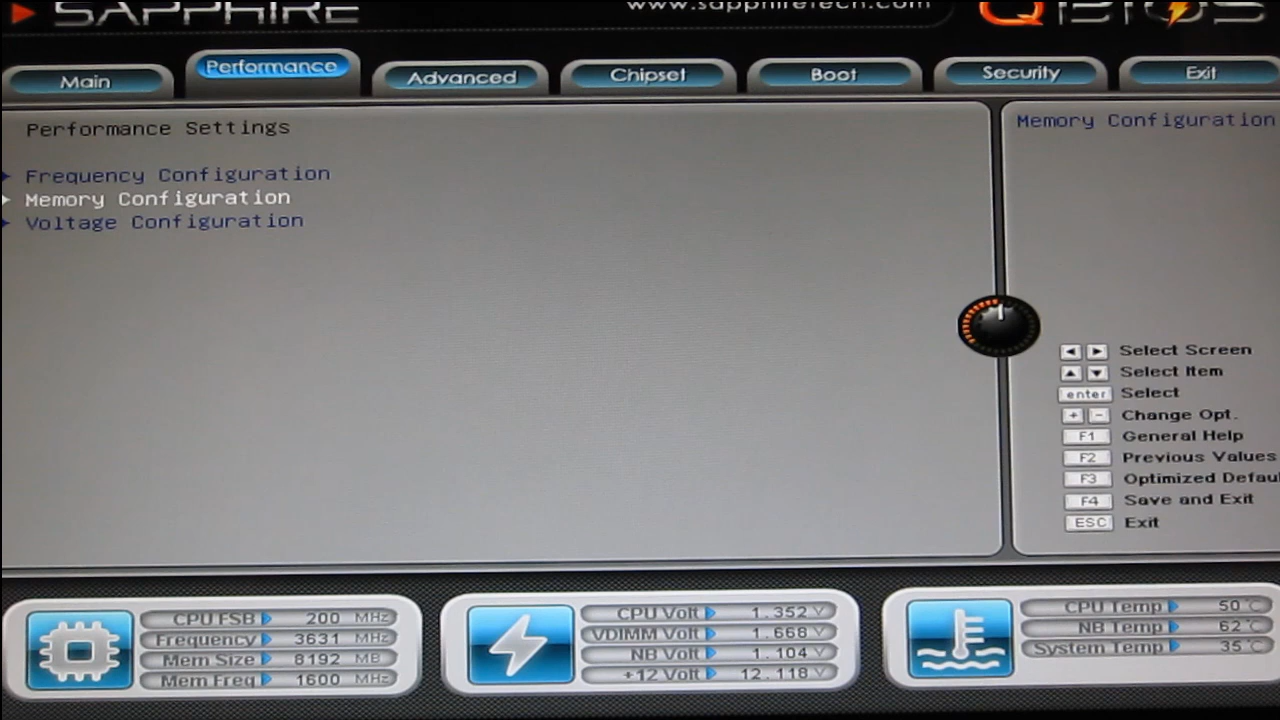 SAPPHIRE
www.sapphiretech.com
QBIOS
Main
Performance
Advanced
Chipset
Boot
Security
Exit
Performance Settings
Frequency Configuration
Memory Configuration
Voltage Configuration
Memory Configuration
Select Screen
Select Item
enter Select
+ - Change Opt.
F1 General Help
F2 Previous Values
F3 Optimized Defau
F4 Save and Exit
ESC Exit
CPU FSB 200 MHz
Frequency 3631 MHz
Mem Size 8192 MB
Mem Freq 1600 MHz
CPU Volt 1.352 V
VDIMM Volt 1.668 V
NB Volt 1.104 V
+12 Volt 12.118 V
CPU Temp 50 °C
NB Temp 62 °C
System Temp 35 °C